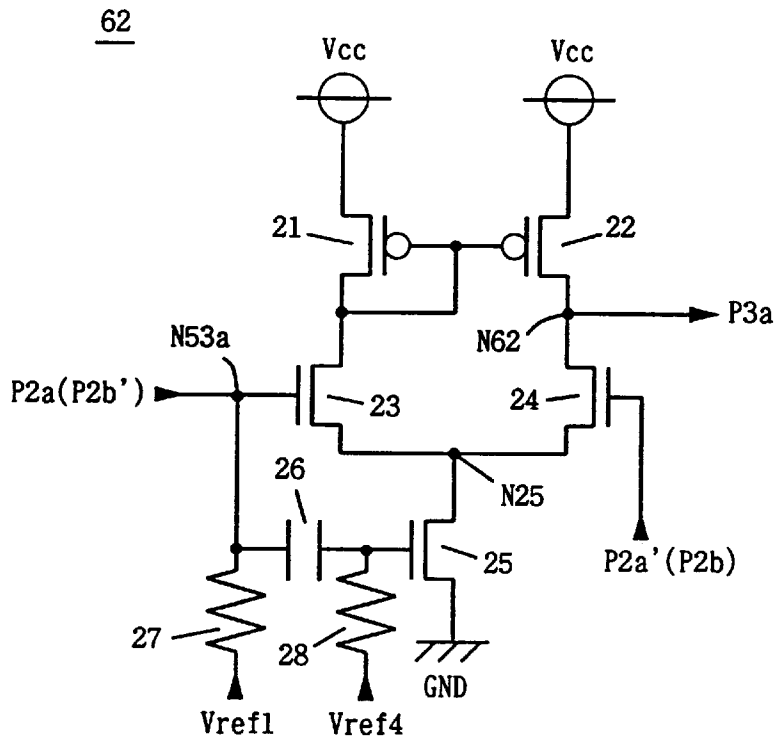 62
Vcc
Vcc
21
22
N53a
N62
P3a
P2a(P2b')
23
24
26
N25
25
P2a'(P2b)
27
28
GND
Vref1
Vref4